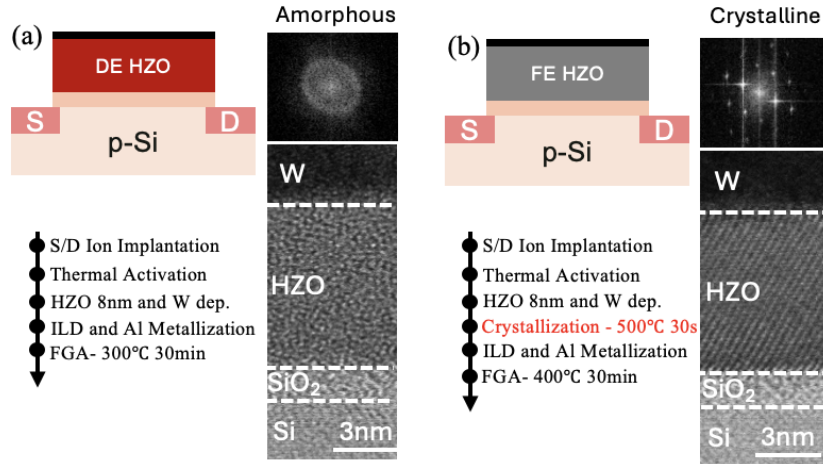 (a)
Amorphous
DE HZO
S
D
p-Si
W
HZO
SiO₂
Si
3nm
S/D Ion Implantation
Thermal Activation
HZO 8nm and W dep.
ILD and Al Metallization
FGA- 300℃ 30min
(b)
Crystalline
FE HZO
S
D
p-Si
W
HZO
SiO₂
Si
3nm
S/D Ion Implantation
Thermal Activation
HZO 8nm and W dep.
Crystallization - 500℃ 30s
ILD and Al Metallization
FGA- 400℃ 30min